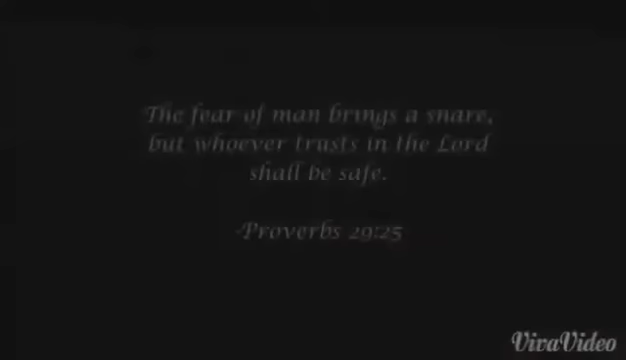 The fear of man brings a snare,
but whoever trusts in the Lord
shall be safe.
-Proverbs 29:25
VivaVideo